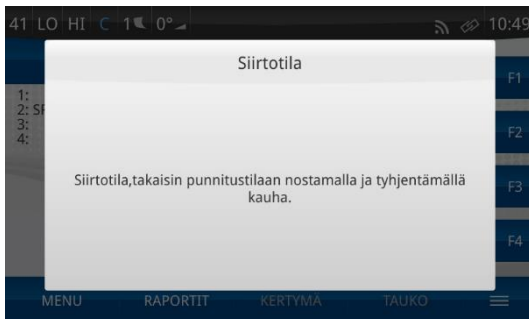 41 LO HI C 1 0° 10:49
Siirtotila
F1
1:
2: SF
3:
4:
F2
Siirtotila,takaisin punnitustilaan nostamalla ja tyhjentämällä
kauha.
F3
F4
MENU RAPORTIT KERTYMÄ TAUKO